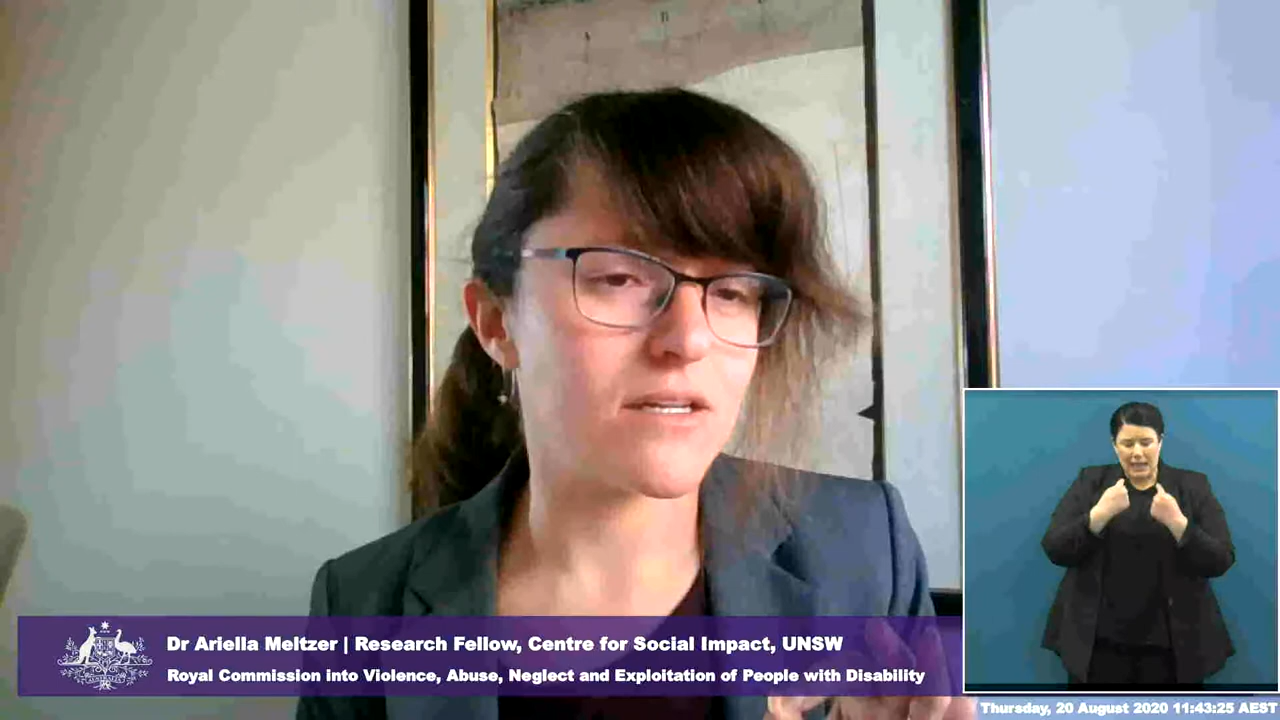 Dr Ariella Meltzer | Research Fellow, Centre for Social Impact, UNSW
Royal Commission into Violence, Abuse, Neglect and Exploitation of People with Disability
Thursday, 20 August 2020 11:43:25 AEST